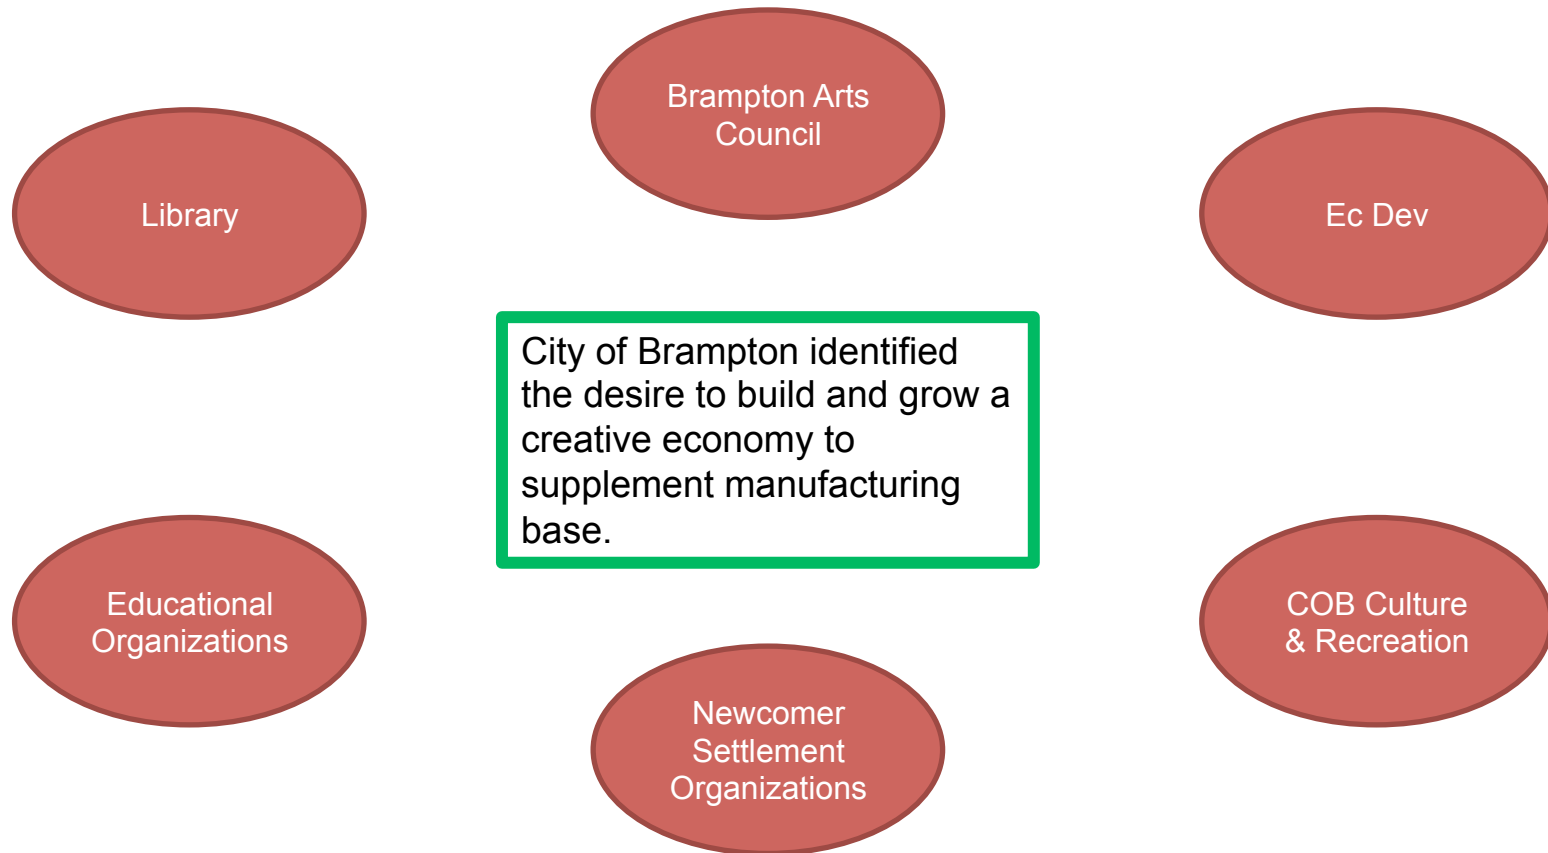 Brampton Arts
Council
Library
Ec Dev
City of Brampton identified
the desire to build and grow a
creative economy to
supplement manufacturing
base.
Educational
Organizations
COB Culture
& Recreation
Newcomer
Settlement
Organizations